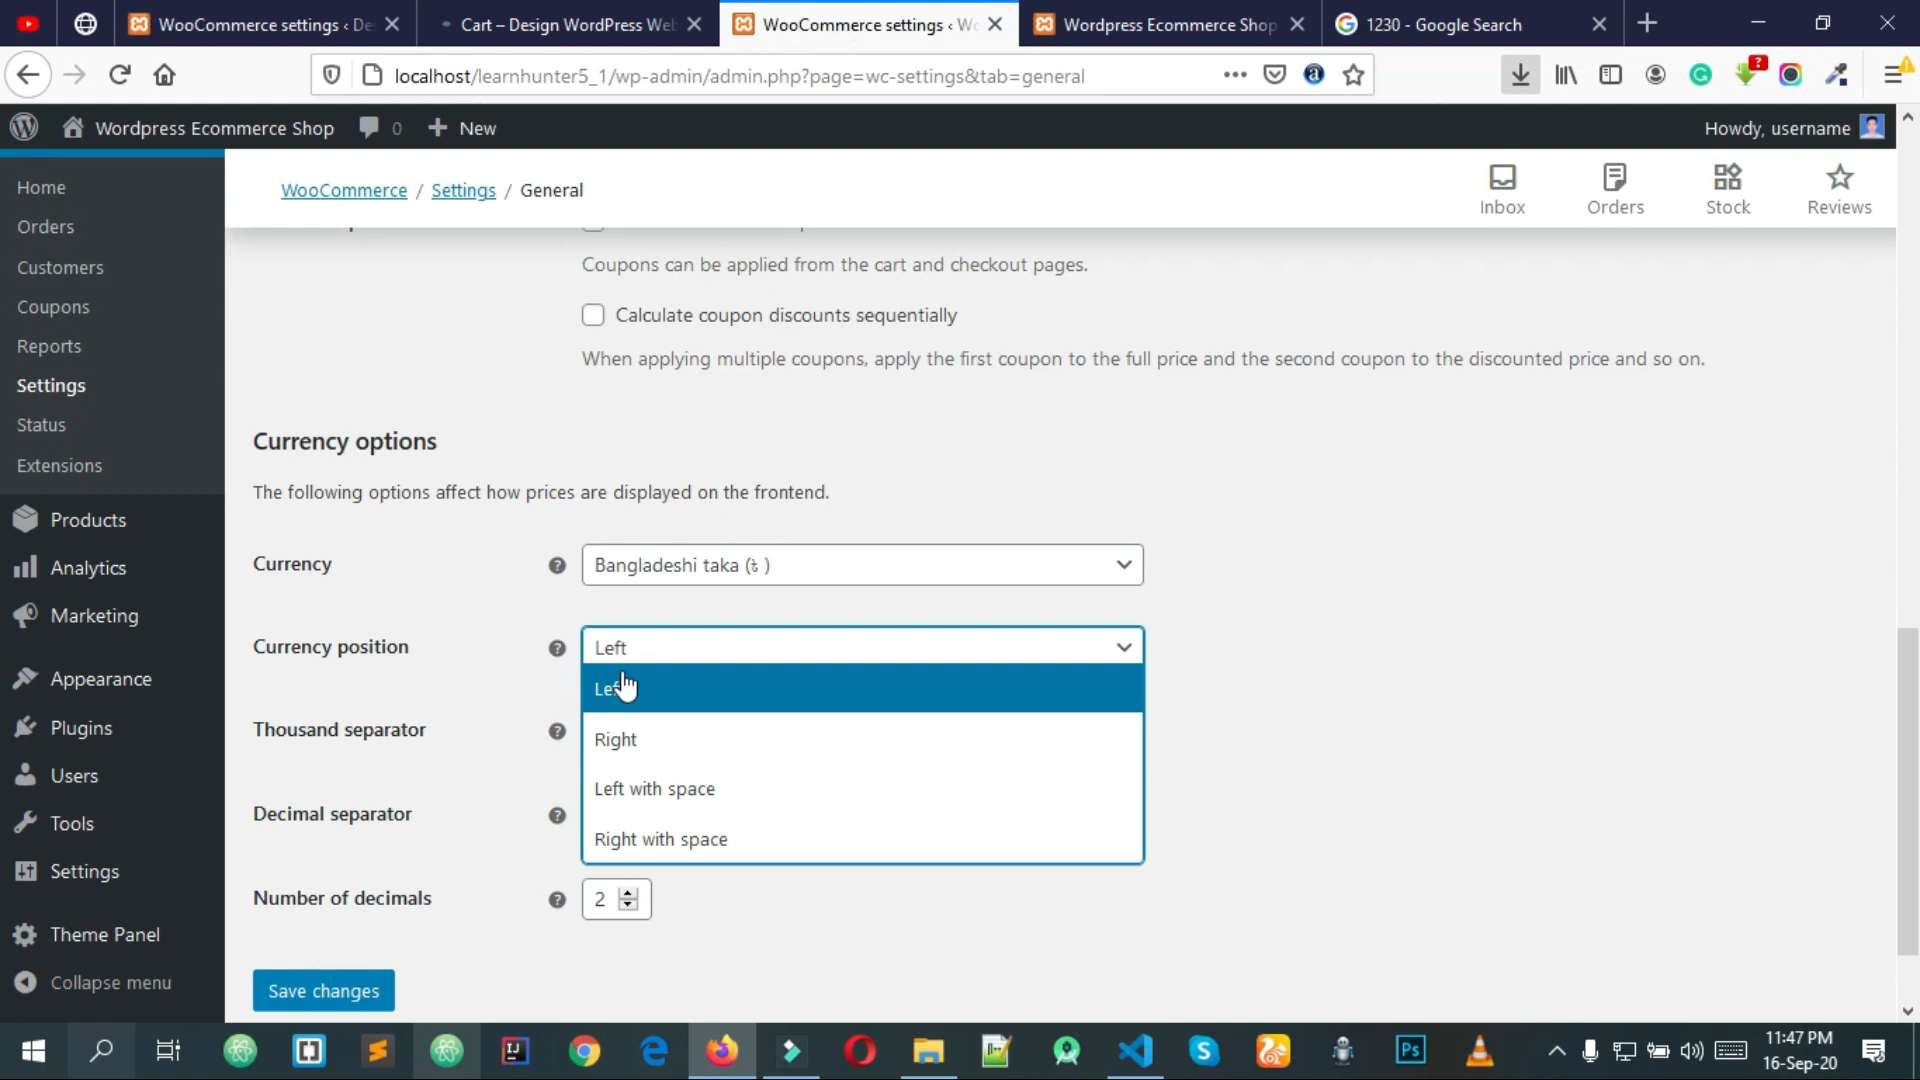 WooCommerce settings ‹ De
Cart – Design WordPress Web
WooCommerce settings ‹ Wo
Wordpress Ecommerce Shop
1230 - Google Search
localhost/learnhunter5_1/wp-admin/admin.php?page=wc-settings&tab=general
Wordpress Ecommerce Shop
0
New
Howdy, username
Home
Orders
Customers
Coupons
Reports
Settings
Status
Extensions
Products
Analytics
Marketing
Appearance
Plugins
Users
Tools
Settings
Theme Panel
Collapse menu
WooCommerce / Settings / General
Inbox
Orders
Stock
Reviews
Coupons can be applied from the cart and checkout pages.
Calculate coupon discounts sequentially
When applying multiple coupons, apply the first coupon to the full price and the second coupon to the discounted price and so on.
Currency options
The following options affect how prices are displayed on the frontend.
Currency
Bangladeshi taka (৳ )
Currency position
Left
Left
Right
Left with space
Right with space
Thousand separator
Decimal separator
Number of decimals
2
Save changes
Ps
11:47 PM
16-Sep-20